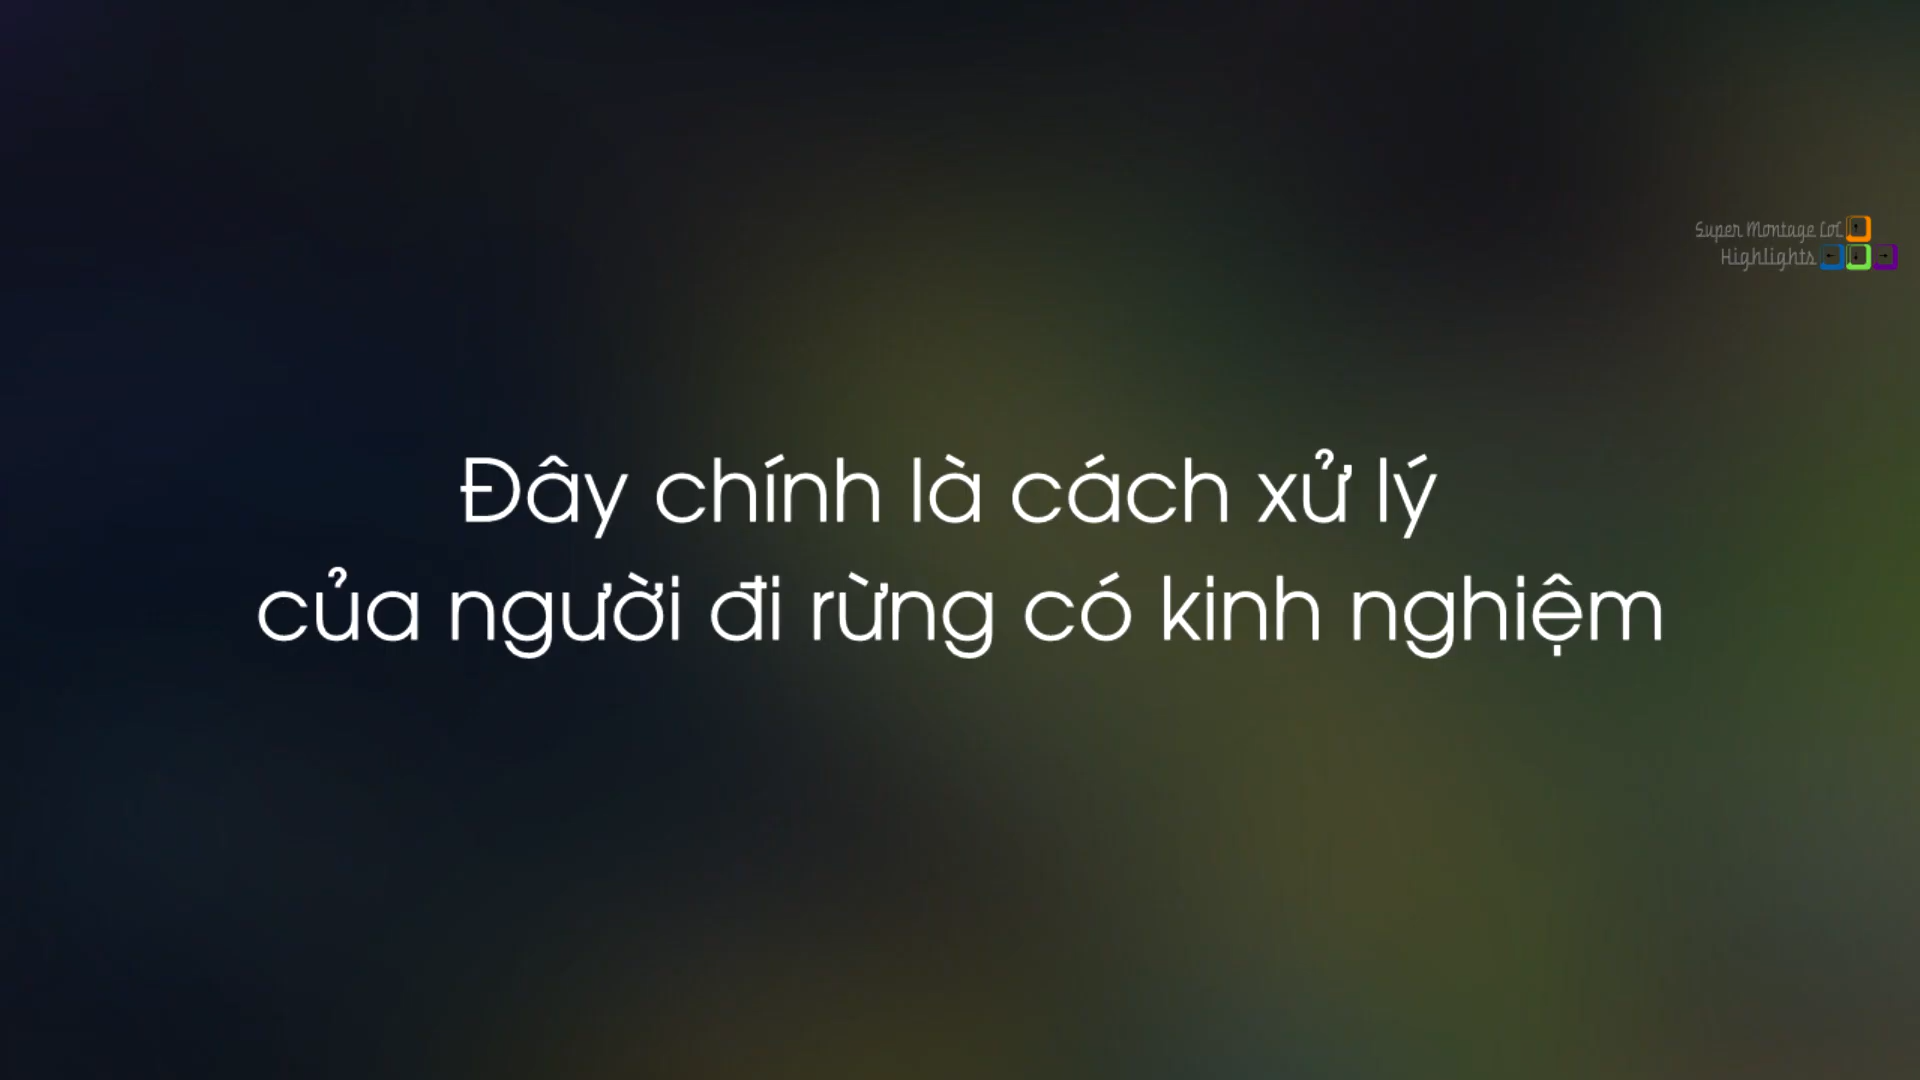 Super Montage LoL
Highlights
Đây chính là cách xử lý
của người đi rừng có kinh nghiệm